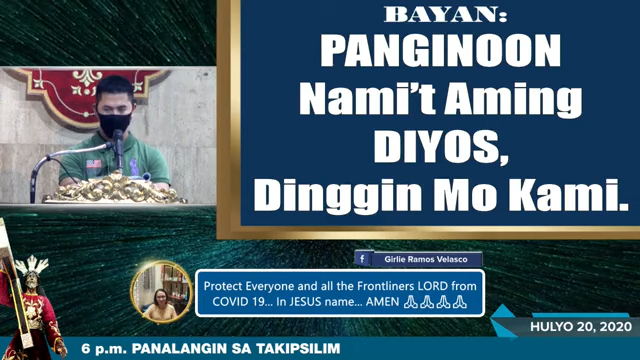 BAYAN:
PANGINOON
Nami't Aming
DIYOS,
Dinggin Mo Kami.
f Girlie Ramos Velasco
Protect Everyone and all the Frontliners LORD from
COVID 19... In JESUS name... AMEN 🙏🙏🙏🙏
HULYO 20, 2020
6 p.m. PANALANGIN SA TAKIPSILIM